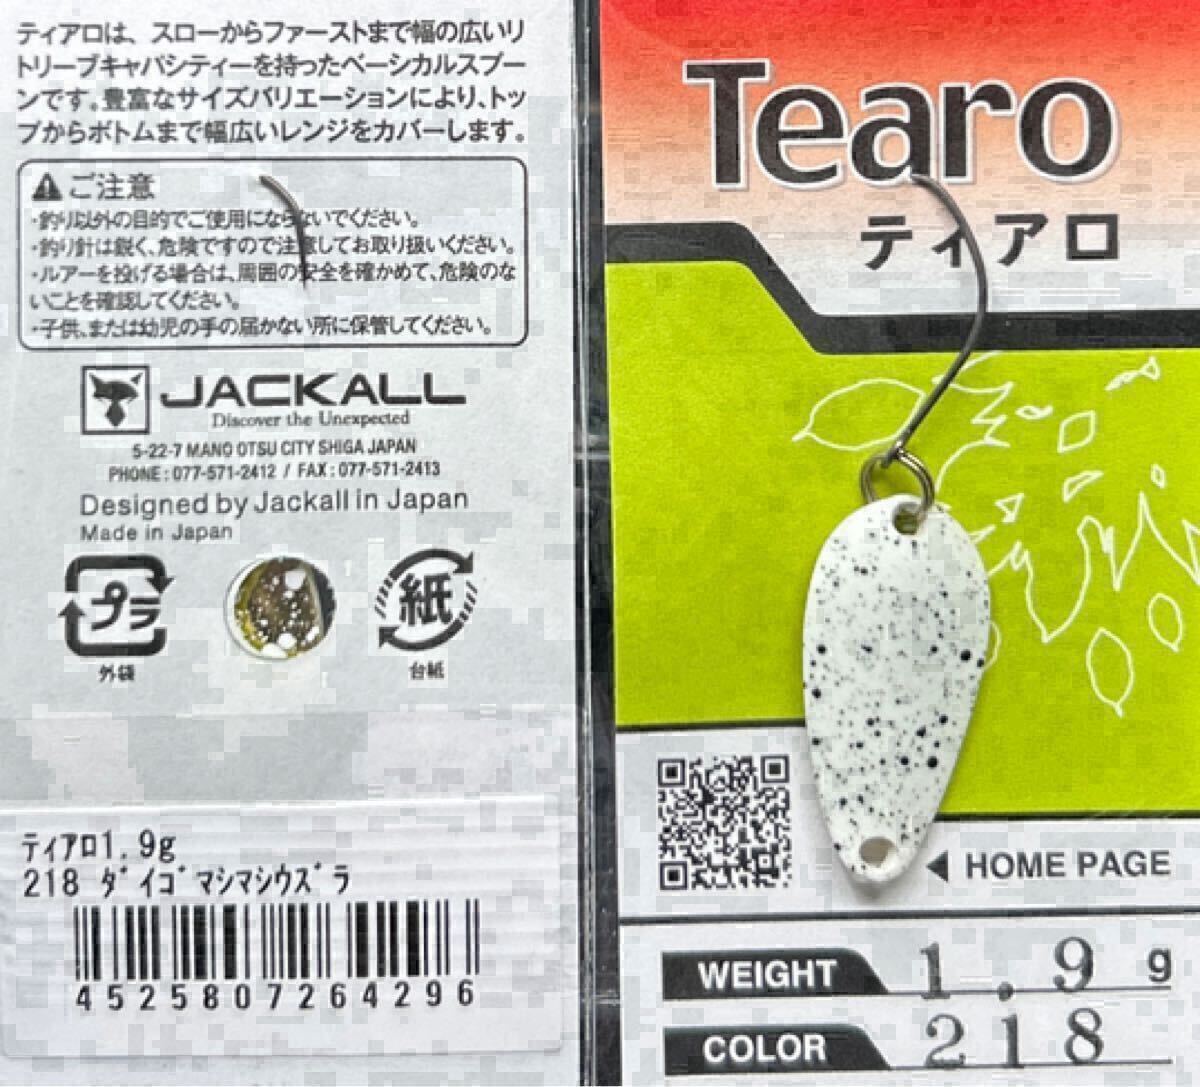 ティアロは、スローからファーストまで幅の広いリ
トリーブキャパシティーを持ったベーシカルスプー
ンです。豊富なサイズバリエーションにより、トッ
プからボトムまで幅広いレンジをカバーします。
ご注意
・釣り以外の目的でご使用にならないでください。
・釣り針は鋭く、危険ですので注意してお取り扱いください。
・ルアーを投げる場合は、周囲の安全を確かめて、危険のな
いことを確認してください。
・子供、または幼児の手の届かない所に保管してください。
JACKALL
Discover the Unexpected
5-22-7 MANO OTSU CITY SHIGA JAPAN
PHONE : 077-571-2412 / FAX : 077-571-2413
Designed by Jackall in Japan
Made in Japan
プラ
外袋
紙
台紙
ティアロ1.9g
218 ダイゴマシマシウズラ
4525807264296
Tearo
ティアロ
HOME PAGE
WEIGHT 1.9 g
COLOR 218